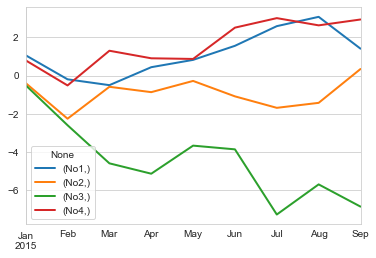 2
0
−2
−4
−6
None
(No1,)
(No2,)
(No3,)
(No4,)
Jan Feb Mar Apr May Jun Jul Aug Sep
2015